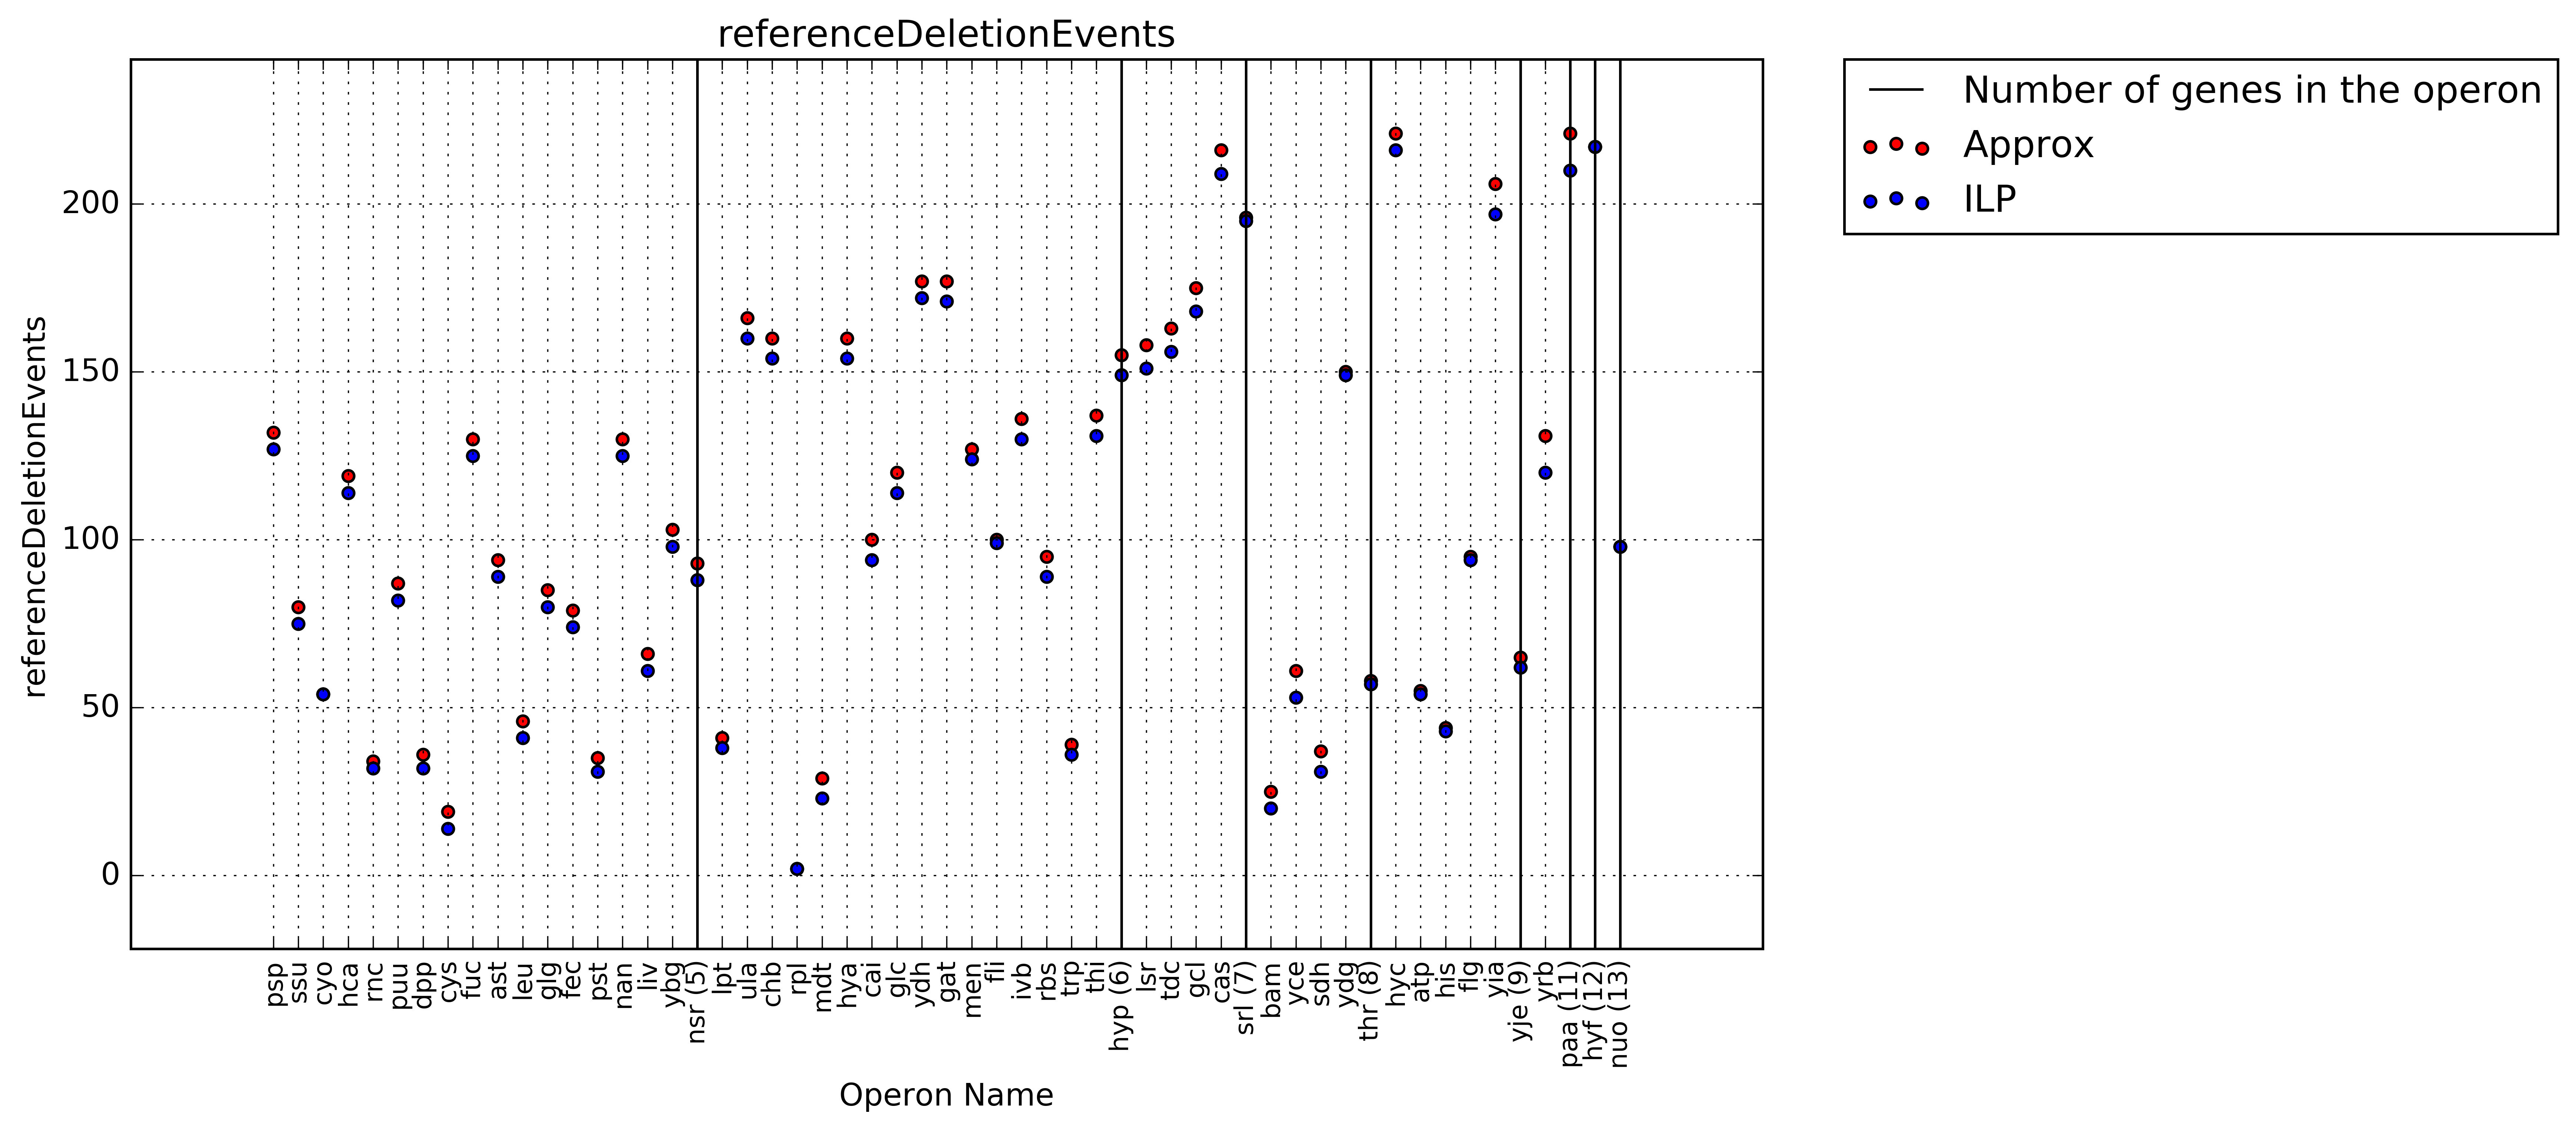 referenceDeletionEvents
Number of genes in the operon
Approx
ILP
referenceDeletionEvents
200
150
100
50
0
psp
ssu
cyo
hca
rnc
puu
dpp
cys
fuc
ast
leu
glg
fec
pst
nan
liv
ybg
nsr (5)
lpt
ula
chb
rpl
mdt
hya
cai
glc
ydh
gat
men
fli
ivb
rbs
trp
thi
hyp (6)
lsr
tdc
gcl
cas
srl (7)
bam
yce
sdh
ydg
thr (8)
hyc
atp
his
flg
yia
yje (9)
yrb
paa (11)
hyf (12)
nuo (13)
Operon Name